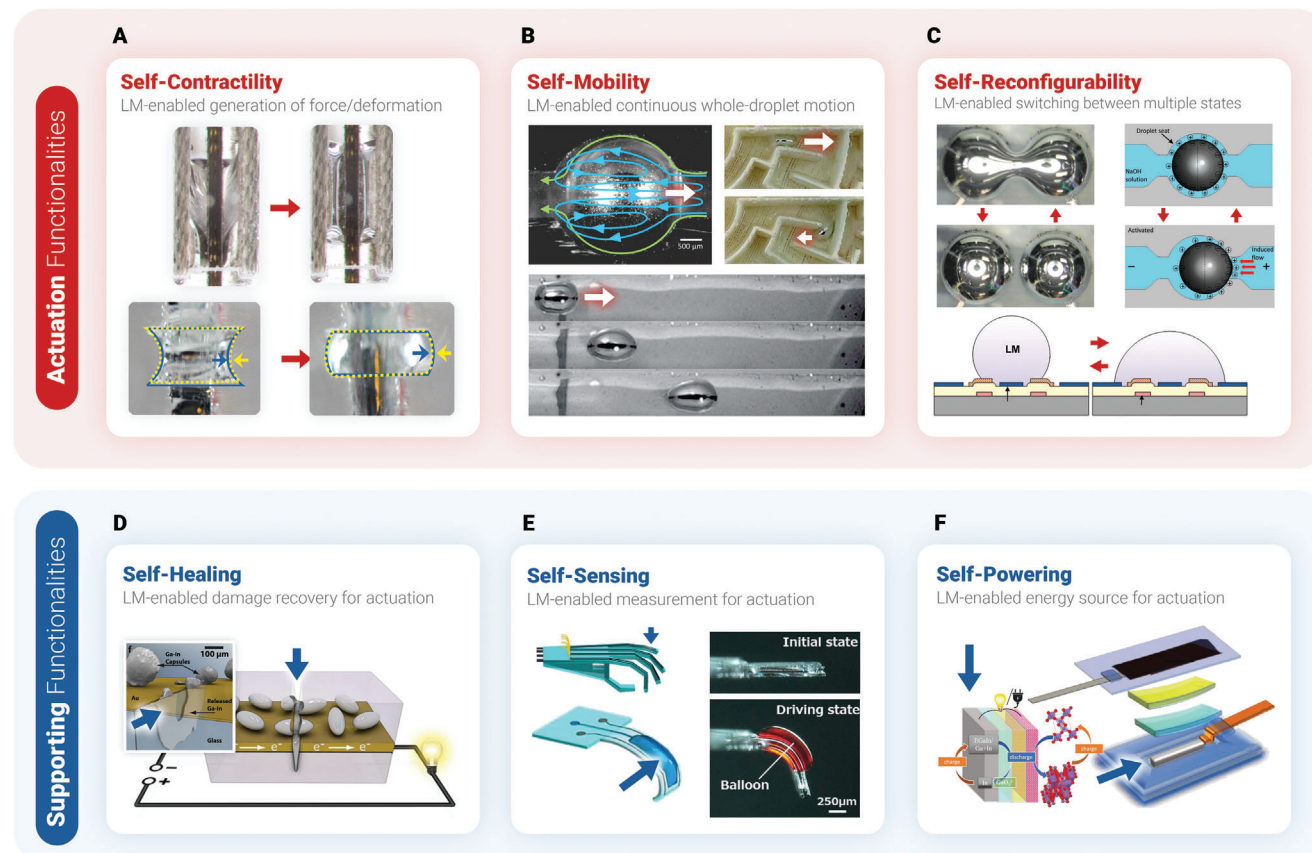 Actuation Functionalities
A
Self-Contractility
LM-enabled generation of force/deformation
B
Self-Mobility
LM-enabled continuous whole-droplet motion
500 µm
C
Self-Reconfigurability
LM-enabled switching between multiple states
Droplet seat
NaOH
solution
Activated
Induced
flow
−
+
LM
Supporting Functionalities
D
Self-Healing
LM-enabled damage recovery for actuation
f
100 µm
Ga-In
Capsules
Au
Released
Ga-In
Glass
e⁻ e⁻
−
+
E
Self-Sensing
LM-enabled measurement for actuation
Initial state
Driving state
Balloon
250µm
F
Self-Powering
LM-enabled energy source for actuation
charge
discharge
charge
Ga+In
In